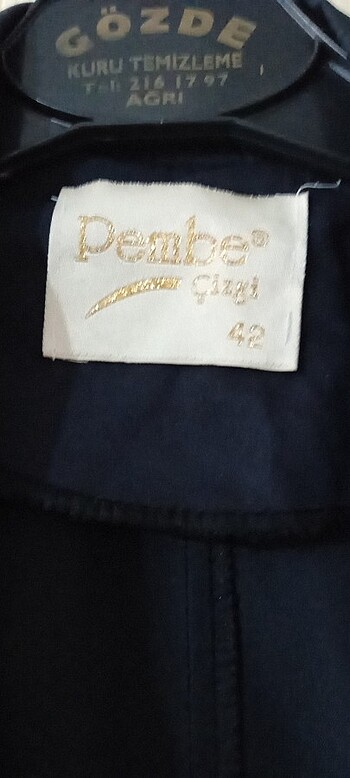 GÖZDE
KURU TEMİZLEME
Tel: 216 17 97
AĞRI
Pembe®
Çizgi
42